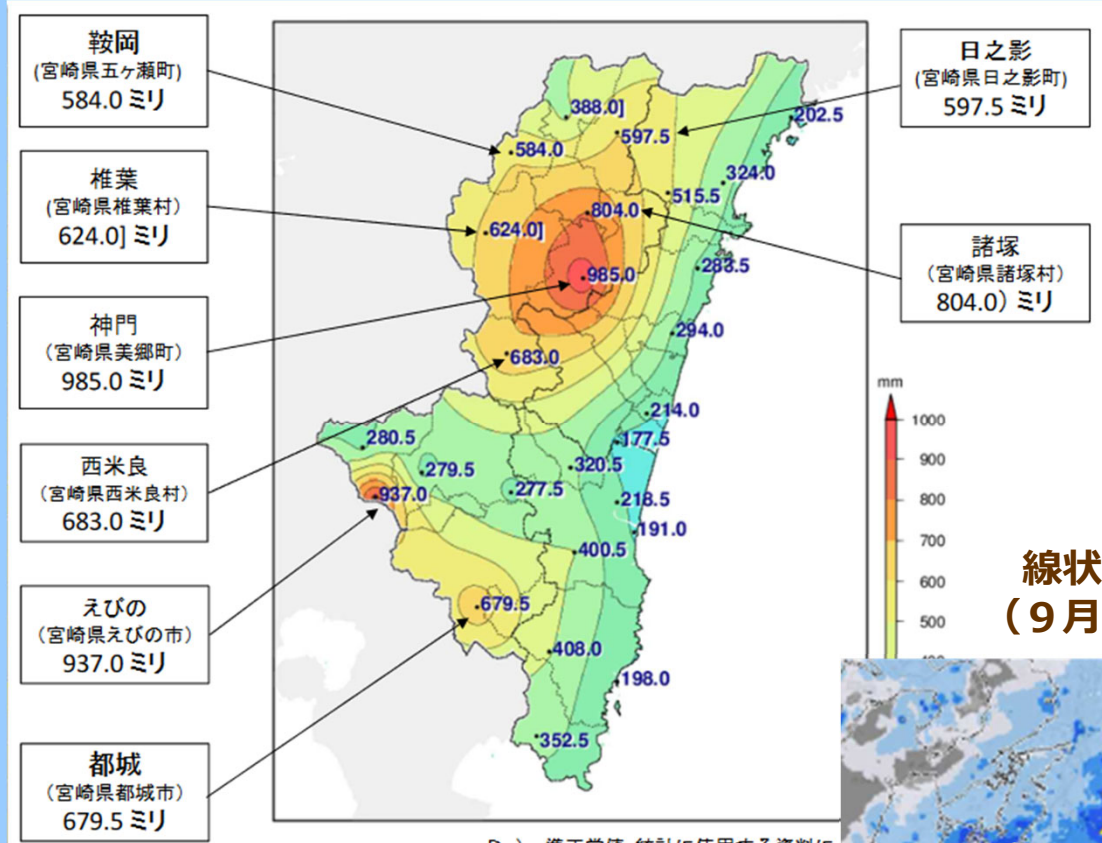 鞍岡
(宮崎県五ヶ瀬町)
584.0 ミリ
椎葉
(宮崎県椎葉村）
624.0] ミリ
神門
（宮崎県美郷町）
985.0 ミリ
西米良
（宮崎県西米良村）
683.0 ミリ
えびの
（宮崎県えびの市）
937.0 ミリ
都城
（宮崎県都城市）
679.5 ミリ
388.0]
597.5
202.5
584.0
324.0
515.5
804.0
624.0]
283.5
985.0
294.0
683.0
214.0
280.5
177.5
279.5
320.5
937.0
277.5
218.5
191.0
400.5
679.5
408.0
198.0
352.5
日之影
(宮崎県日之影町)
597.5 ミリ
諸塚
（宮崎県諸塚村）
804.0） ミリ
mm
1000
900
800
700
600
500
線状
（９月